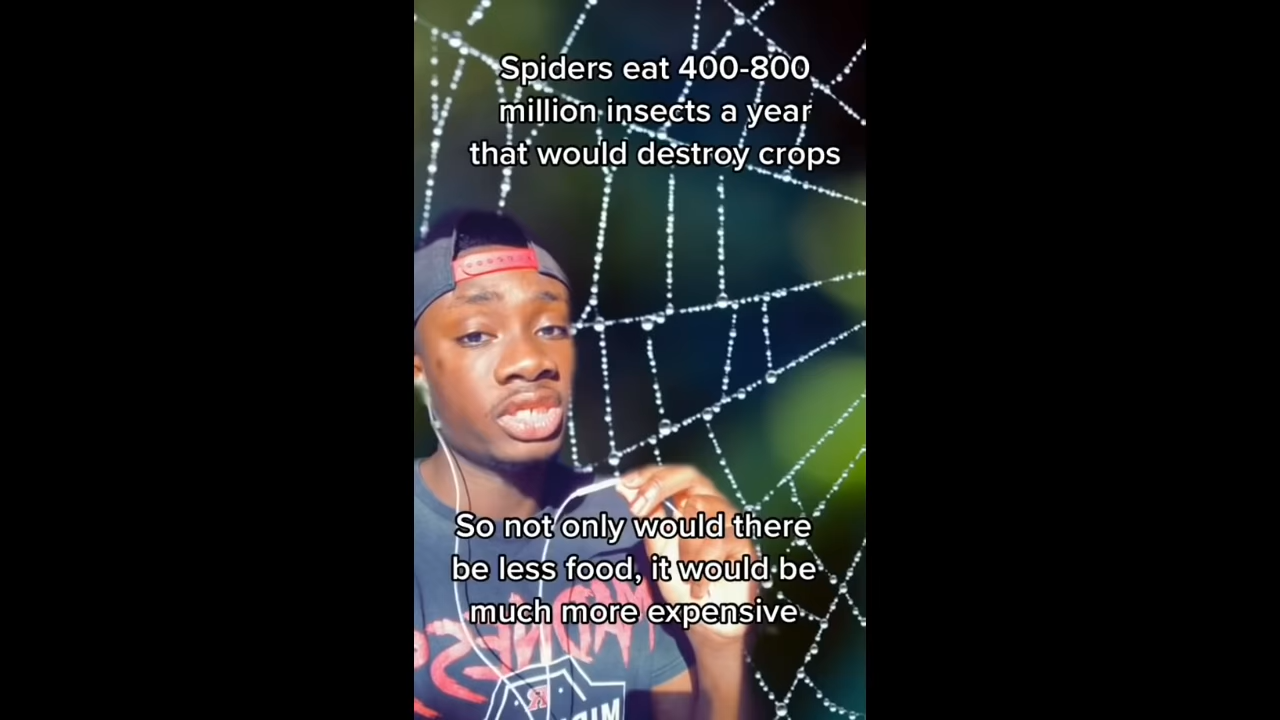 Spiders eat 400-800
million insects a year
that would destroy crops
So not only would there
be less food, it would be
much more expensive